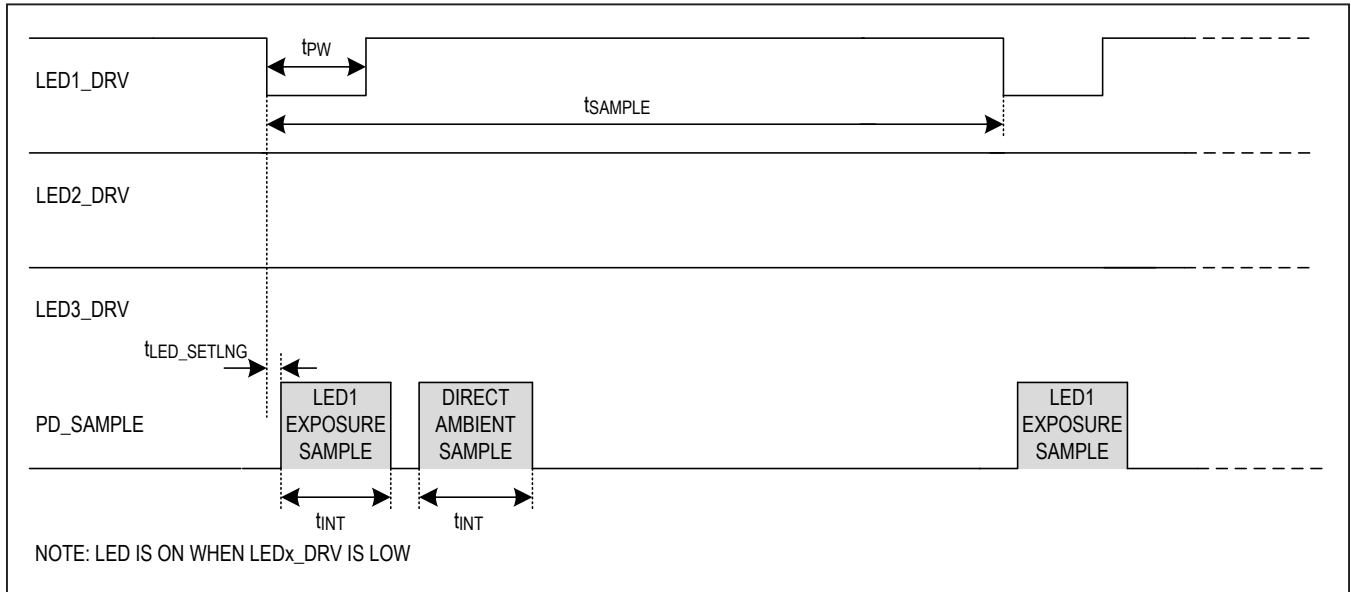 tPW
LED1_DRV
tSAMPLE
LED2_DRV
LED3_DRV
tLED_SETLNG
PD_SAMPLE
LED1
EXPOSURE
SAMPLE
DIRECT
AMBIENT
SAMPLE
LED1
EXPOSURE
SAMPLE
tINT
tINT
NOTE: LED IS ON WHEN LEDx_DRV IS LOW